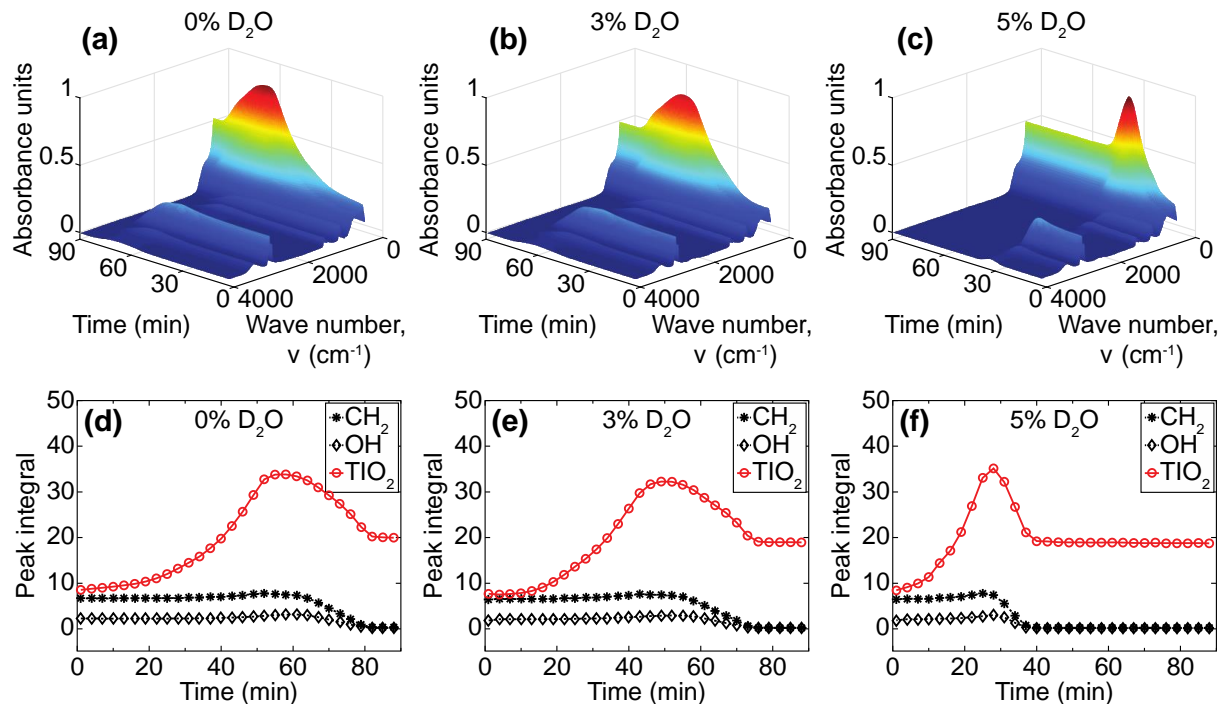 (a) 0% D₂O
Absorbance units
1
0.5
0
90 60 30 0
4000 2000 0
Time (min)
Wave number,
ν (cm⁻¹)
(b) 3% D₂O
Absorbance units
1
0.5
0
90 60 30 0
4000 2000 0
Time (min)
Wave number,
ν (cm⁻¹)
(c) 5% D₂O
Absorbance units
1
0.5
0
90 60 30 0
4000 2000 0
Time (min)
Wave number,
ν (cm⁻¹)
(d) 0% D₂O
CH₂
OH
TIO₂
Peak integral
50
40
30
20
10
0
0 20 40 60 80
Time (min)
(e) 3% D₂O
CH₂
OH
TIO₂
Peak integral
50
40
30
20
10
0
0 20 40 60 80
Time (min)
(f) 5% D₂O
CH₂
OH
TIO₂
Peak integral
50
40
30
20
10
0
0 20 40 60 80
Time (min)